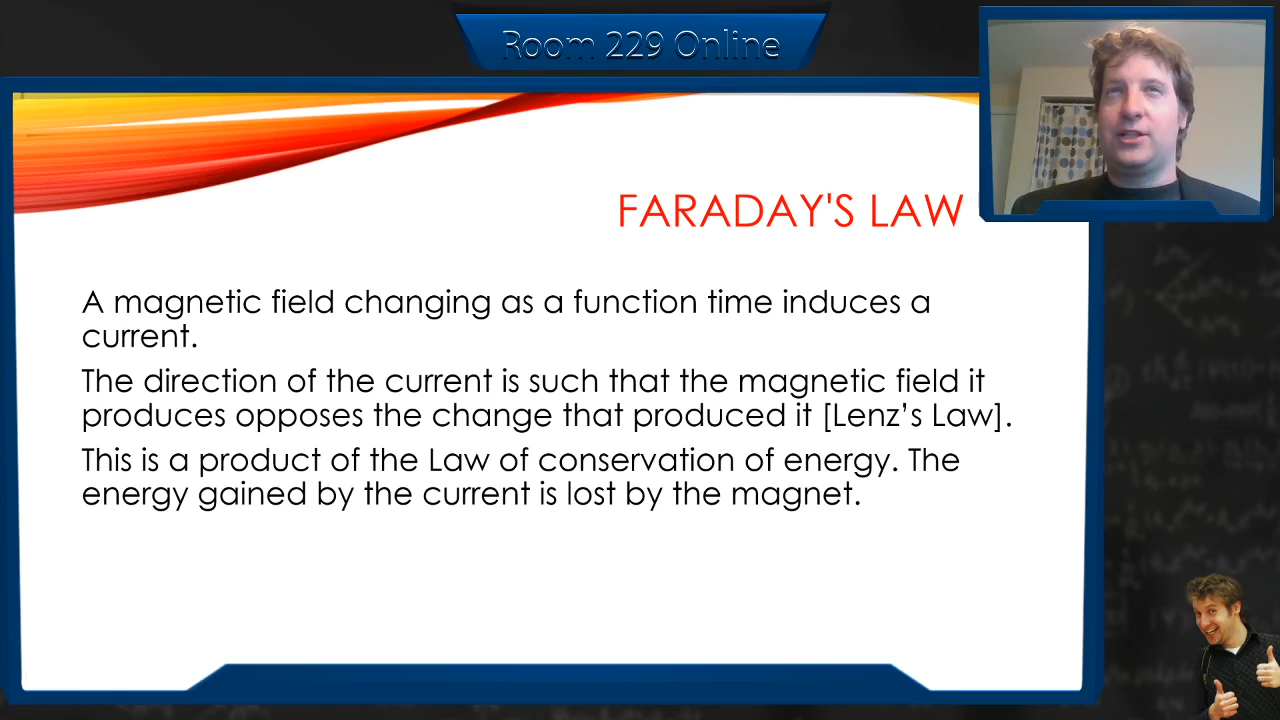 Room 229 Online
FARADAY'S LAW
A magnetic field changing as a function time induces a
current.
The direction of the current is such that the magnetic field it
produces opposes the change that produced it [Lenz’s Law].
This is a product of the Law of conservation of energy. The
energy gained by the current is lost by the magnet.